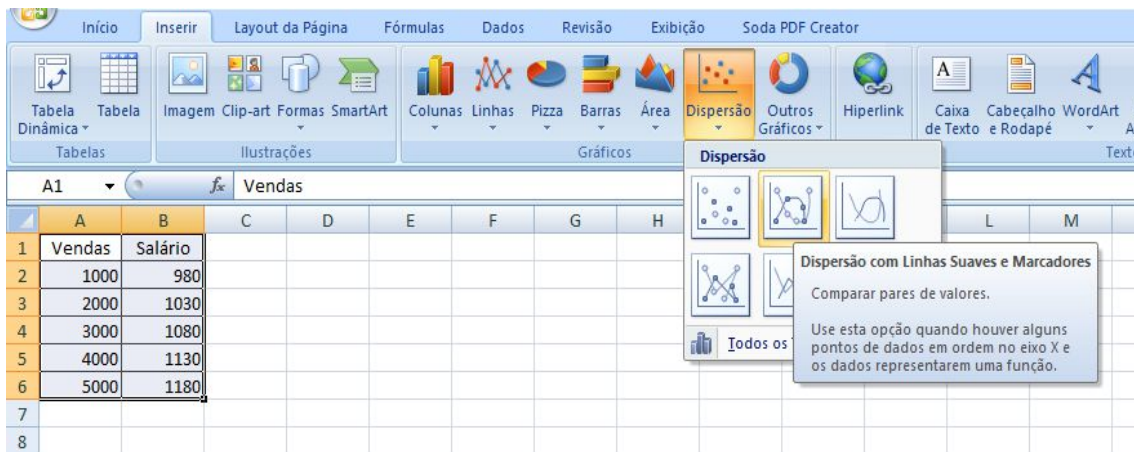 Início Inserir Layout da Página Fórmulas Dados Revisão Exibição Soda PDF Creator
Tabela Dinâmica
Tabela
Imagem
Clip-art
Formas
SmartArt
Colunas
Linhas
Pizza
Barras
Área
Dispersão
Outros Gráficos
Hiperlink
Caixa de Texto
Cabeçalho e Rodapé
WordArt
Tabelas
Ilustrações
Gráficos
A1 fx Vendas
Dispersão
A B C D E F G H L M
1 Vendas Salário
2 1000 980
3 2000 1030
4 3000 1080
5 4000 1130
6 5000 1180
7
8
Dispersão com Linhas Suaves e Marcadores
Comparar pares de valores.
Use esta opção quando houver alguns
pontos de dados em ordem no eixo X e
os dados representarem uma função.
Todos os